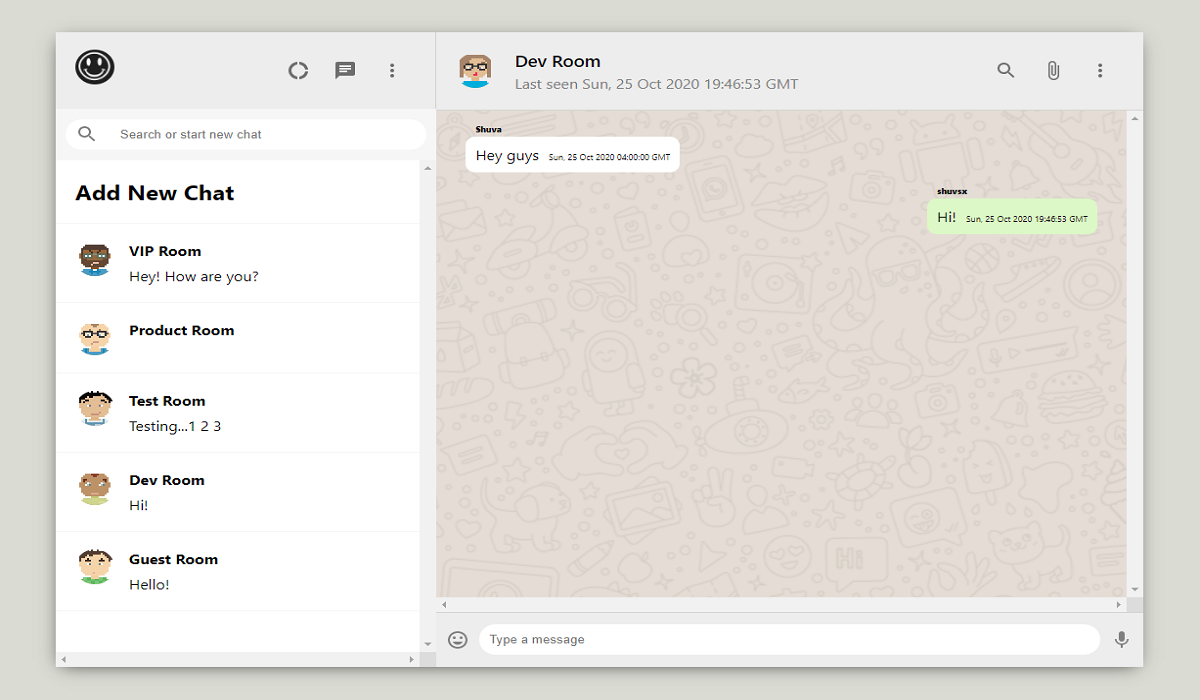 Dev Room
Last seen Sun, 25 Oct 2020 19:46:53 GMT
Search or start new chat
Add New Chat
VIP Room
Hey! How are you?
Product Room
Test Room
Testing...1 2 3
Dev Room
Hi!
Guest Room
Hello!
Shuva
Hey guys Sun, 25 Oct 2020 04:00:00 GMT
shuvsx
Hi! Sun, 25 Oct 2020 19:46:53 GMT
Hi
Type a message